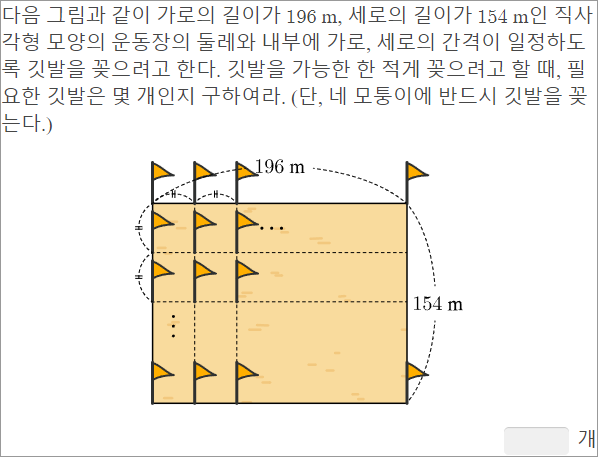 다음 그림과 같이 가로의 길이가 196 m, 세로의 길이가 154 m인 직사
각형 모양의 운동장의 둘레와 내부에 가로, 세로의 간격이 일정하도
록 깃발을 꽂으려고 한다. 깃발을 가능한 한 적게 꽂으려고 할 때, 필
요한 깃발은 몇 개인지 구하여라. (단, 네 모퉁이에 반드시 깃발을 꽂
는다.)
196 m
154 m
개